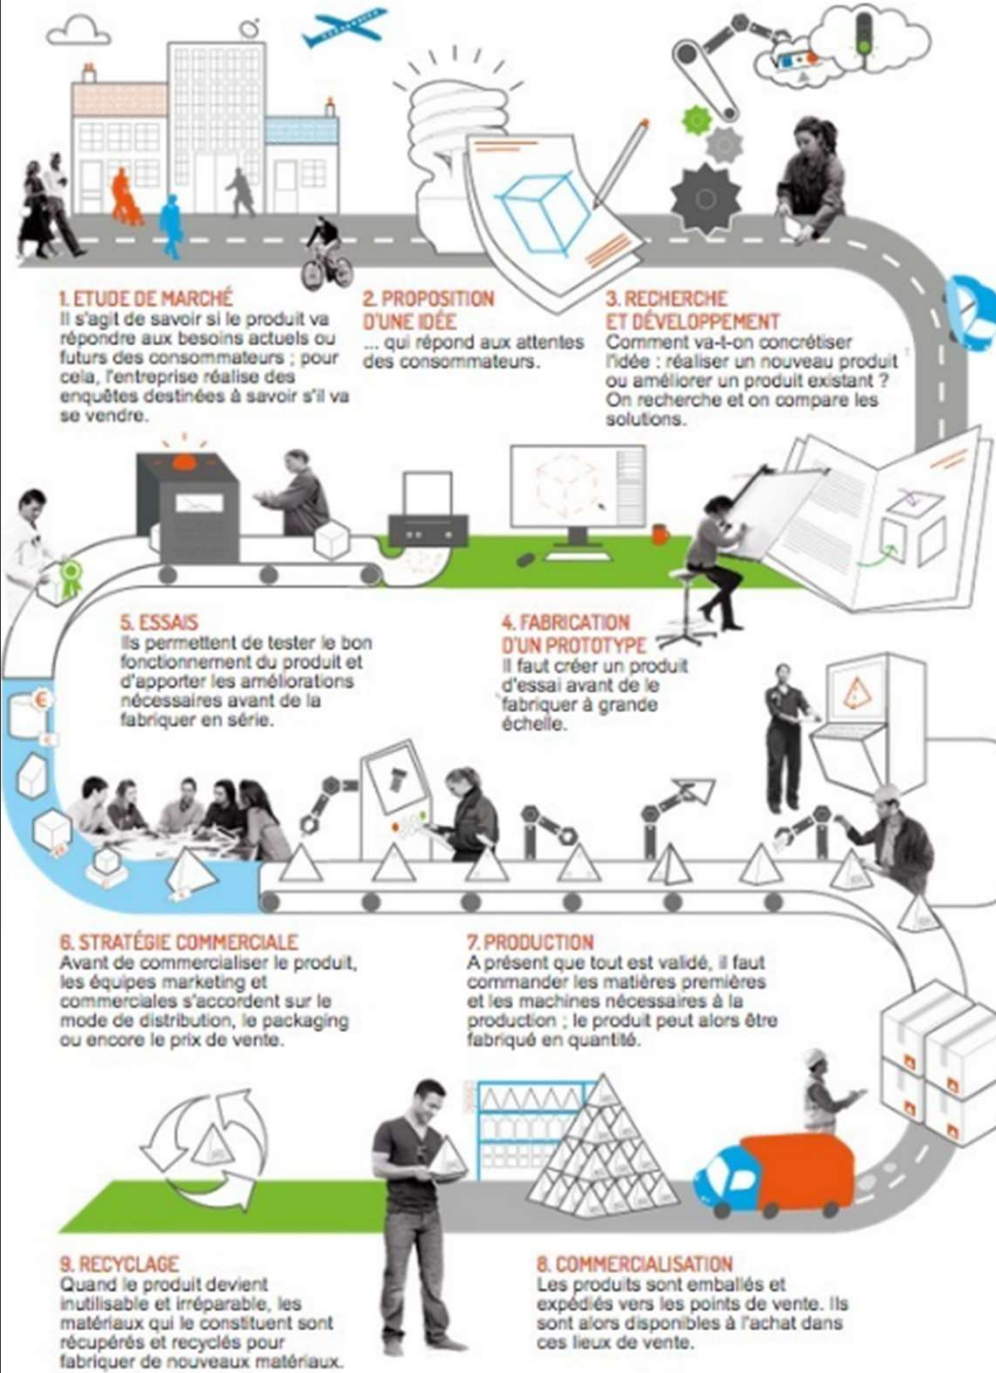 1. ETUDE DE MARCHÉ
Il s'agit de savoir si le produit va
répondre aux besoins actuels ou
futurs des consommateurs ; pour
cela, l'entreprise réalise des
enquêtes destinées à savoir s'il va
se vendre.
2. PROPOSITION
D'UNE IDÉE
... qui répond aux attentes
des consommateurs.
3. RECHERCHE
ET DÉVELOPPEMENT
Comment va-t-on concrétiser
l'idée : réaliser un nouveau produit
ou améliorer un produit existant ?
On recherche et on compare les
solutions.
4. FABRICATION
D'UN PROTOTYPE
Il faut créer un produit
d'essai avant de le
fabriquer à grande
échelle.
5. ESSAIS
Ils permettent de tester le bon
fonctionnement du produit et
d'apporter les améliorations
nécessaires avant de la
fabriquer en série.
€
6. STRATÉGIE COMMERCIALE
Avant de commercialiser le produit,
les équipes marketing et
commerciales s'accordent sur le
mode de distribution, le packaging
ou encore le prix de vente.
7. PRODUCTION
A présent que tout est validé, il faut
commander les matières premières
et les machines nécessaires à la
production ; le produit peut alors être
fabriqué en quantité.
8. COMMERCIALISATION
Les produits sont emballés et
expédiés vers les points de vente. Ils
sont alors disponibles à l'achat dans
ces lieux de vente.
9. RECYCLAGE
Quand le produit devient
inutilisable et irréparable, les
matériaux qui le constituent sont
récupérés et recyclés pour
fabriquer de nouveaux matériaux.